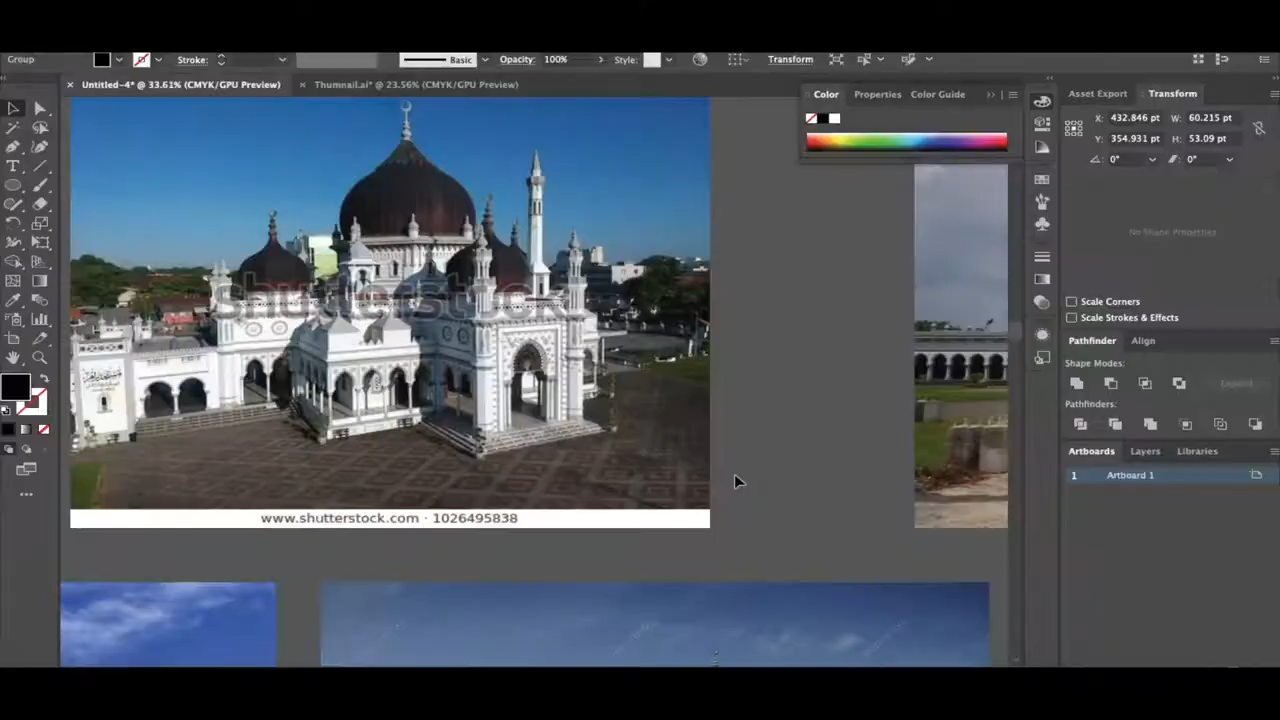 Group
Stroke:
Basic
Opacity: 100%
Style:
Transform
Untitled-4* @ 33.61% (CMYK/GPU Preview)
Thumnail.ai* @ 23.56% (CMYK/GPU Preview)
Color
Properties
Color Guide
Asset Export
Transform
X: 432.846 pt
W: 60.215 pt
Y: 354.931 pt
H: 53.09 pt
0°
0°
No Shape Properties
Scale Corners
Scale Strokes & Effects
Pathfinder
Align
Shape Modes:
Expand
Pathfinders:
Artboards
Layers
Libraries
1
Artboard 1
shutterstock
www.shutterstock.com · 1026495838